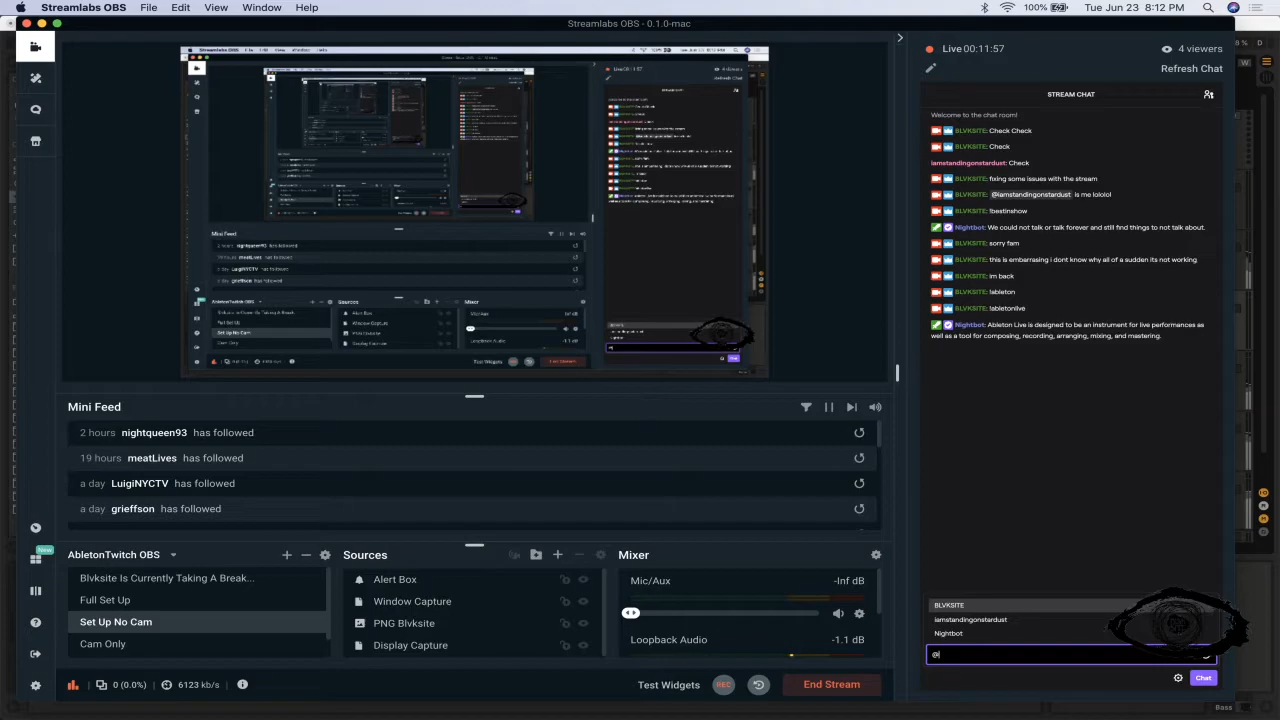 Streamlabs OBS File Edit View Window Help
100% Tue Jun 23 8:12 PM
Streamlabs OBS - 0.1.0-mac
Live 00:11:57 4 viewers
Refresh Chat
STREAM CHAT
Welcome to the chat room!
BLVKSITE: Check Check
BLVKSITE: Check
iamstandingonstardust: Check
BLVKSITE: fixing some issues with the stream
BLVKSITE: @iamstandingonstardust is me lololol
BLVKSITE: !bestinshow
Nightbot: We could not talk or talk forever and still find things to not talk about.
BLVKSITE: sorry fam
BLVKSITE: this is embarrasing i dont know why all of a sudden its not working.
BLVKSITE: im back
BLVKSITE: !ableton
BLVKSITE: !abletonlive
Nightbot: Ableton Live is designed to be an instrument for live performances as
well as a tool for composing, recording, arranging, mixing, and mastering.
BLVKSITE
iamstandingonstardust
Nightbot
@
Chat
Mini Feed
2 hours nightqueen93 has followed
19 hours meatLives has followed
a day LuigiNYCTV has followed
a day grieffson has followed
AbletonTwitch OBS
Blvksite Is Currently Taking A Break...
Full Set Up
Set Up No Cam
Cam Only
Sources
Alert Box
Window Capture
PNG Blvksite
Display Capture
Mixer
Mic/Aux -Inf dB
Loopback Audio -1.1 dB
New
0 (0.0%) 6123 kb/s
Test Widgets REC End Stream
Bass